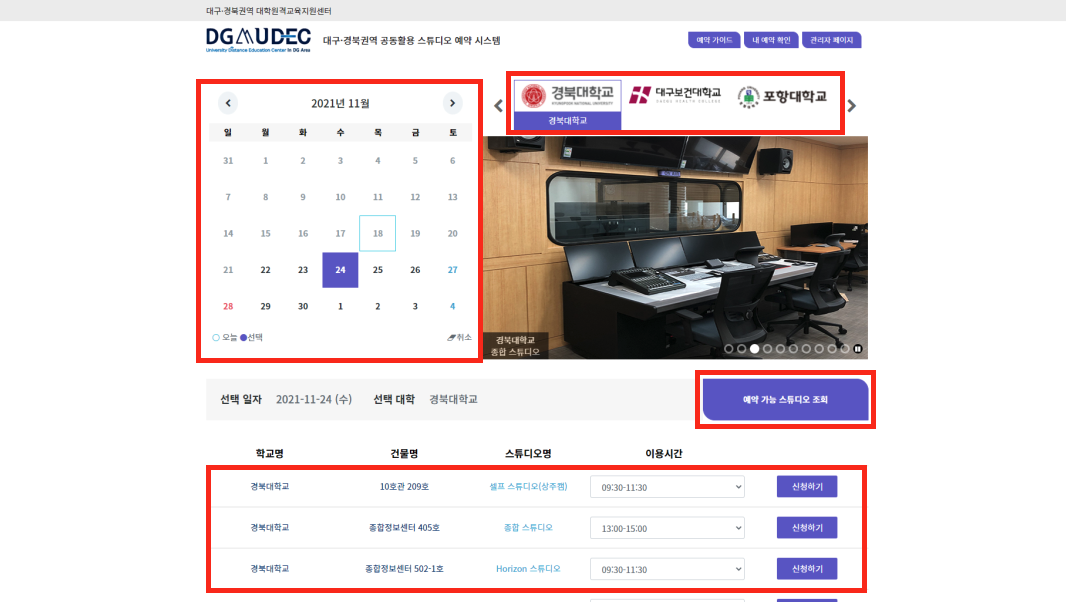 대구·경북권역 대학원격교육지원센터
DGAUDEC
University Distance Education Center in DG Area
대구·경북권역 공동활용 스튜디오 예약 시스템
예약 가이드 내 예약 확인 관리자 페이지
2021년 11월
일 월 화 수 목 금 토
31 1 2 3 4 5 6
7 8 9 10 11 12 13
14 15 16 17 18 19 20
21 22 23 24 25 26 27
28 29 30 1 2 3 4
오늘 선택 취소
경북대학교 대구보건대학교 포항대학교
KYUNGPOOK NATIONAL UNIVERSITY DAEGU HEALTH COLLEGE
경북대학교
경북대학교
종합 스튜디오
선택 일자 2021-11-24 (수) 선택 대학 경북대학교
예약 가능 스튜디오 조회
학교명 건물명 스튜디오명 이용시간
경북대학교 10호관 209호 셀프 스튜디오(상주캠) 09:30-11:30 신청하기
경북대학교 종합정보센터 405호 종합 스튜디오 13:00-15:00 신청하기
경북대학교 종합정보센터 502-1호 Horizon 스튜디오 09:30-11:30 신청하기